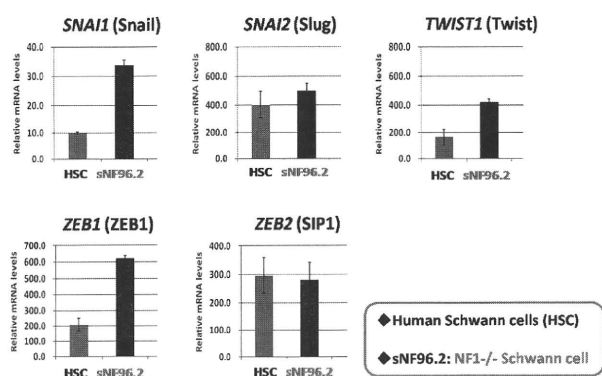 SNAI1 (Snail)
SNAI2 (Slug)
TWIST1 (Twist)
Relative mRNA levels
40.0
30.0
20.0
10.0
0.0
HSC sNF96.2
Relative mRNA levels
800.0
600.0
400.0
200.0
0.0
HSC sNF96.2
Relative mRNA levels
800.0
600.0
400.0
200.0
0.0
HSC sNF96.2
ZEB1 (ZEB1)
ZEB2 (SIP1)
Relative mRNA levels
700.0
600.0
500.0
400.0
300.0
200.0
100.0
0.0
HSC sNF96.2
Relative mRNA levels
400.0
300.0
200.0
100.0
0.0
HSC sNF96.2
◆Human Schwann cells (HSC)
◆sNF96.2: NF1-/- Schwann cell